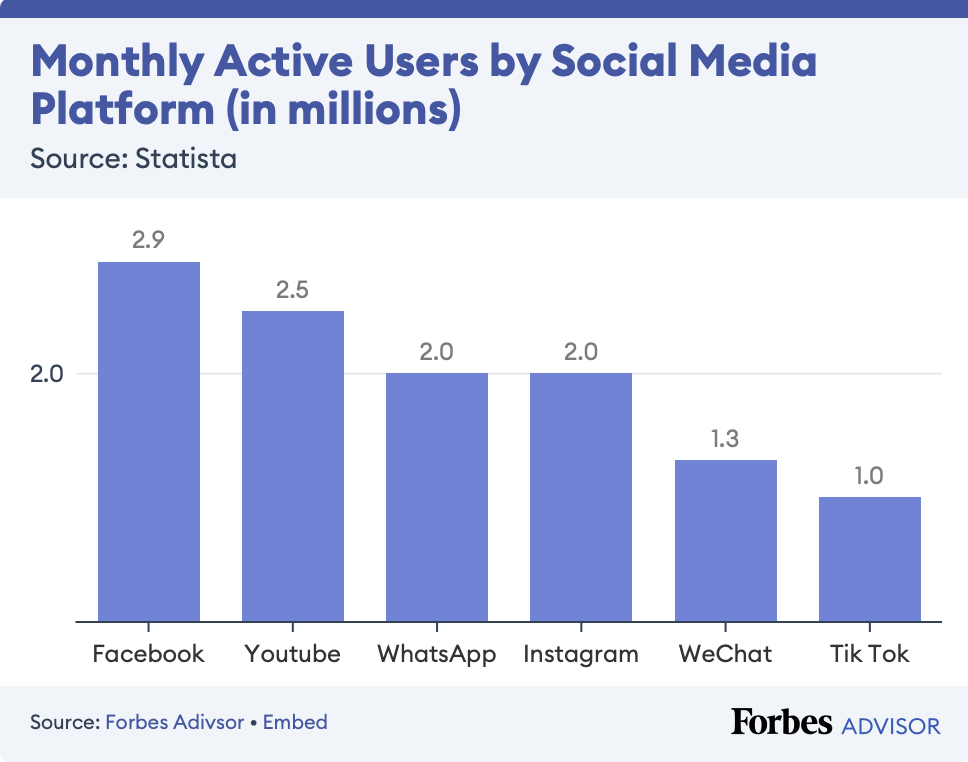 Monthly Active Users by Social Media
Platform (in millions)
Source: Statista
2.9
2.5
2.0
2.0
2.0
1.3
1.0
Facebook
Youtube
WhatsApp
Instagram
WeChat
Tik Tok
Source: Forbes Adivsor • Embed
Forbes ADVISOR